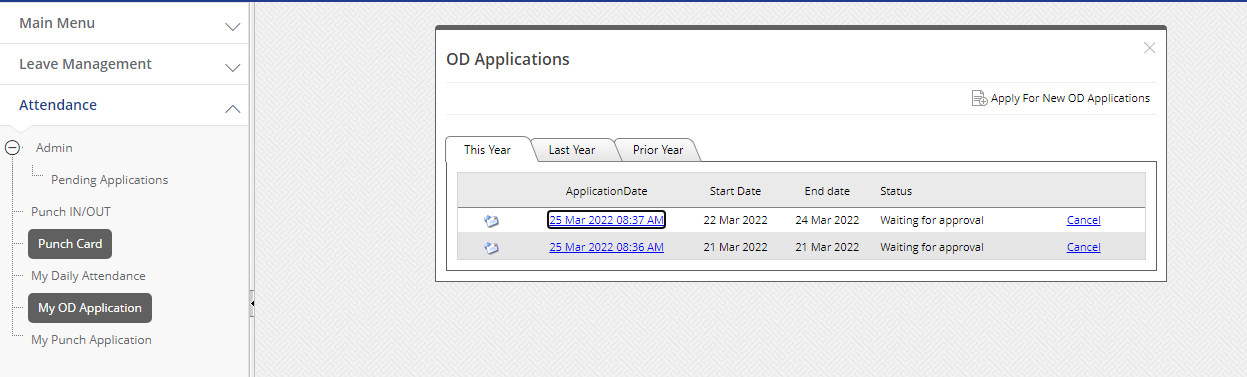 Main Menu
Leave Management
Attendance
Admin
Pending Applications
Punch IN/OUT
Punch Card
My Daily Attendance
My OD Application
My Punch Application
OD Applications
Apply For New OD Applications
This Year Last Year Prior Year
ApplicationDate Start Date End date Status
25 Mar 2022 08:37 AM 22 Mar 2022 24 Mar 2022 Waiting for approval Cancel
25 Mar 2022 08:36 AM 21 Mar 2022 21 Mar 2022 Waiting for approval Cancel